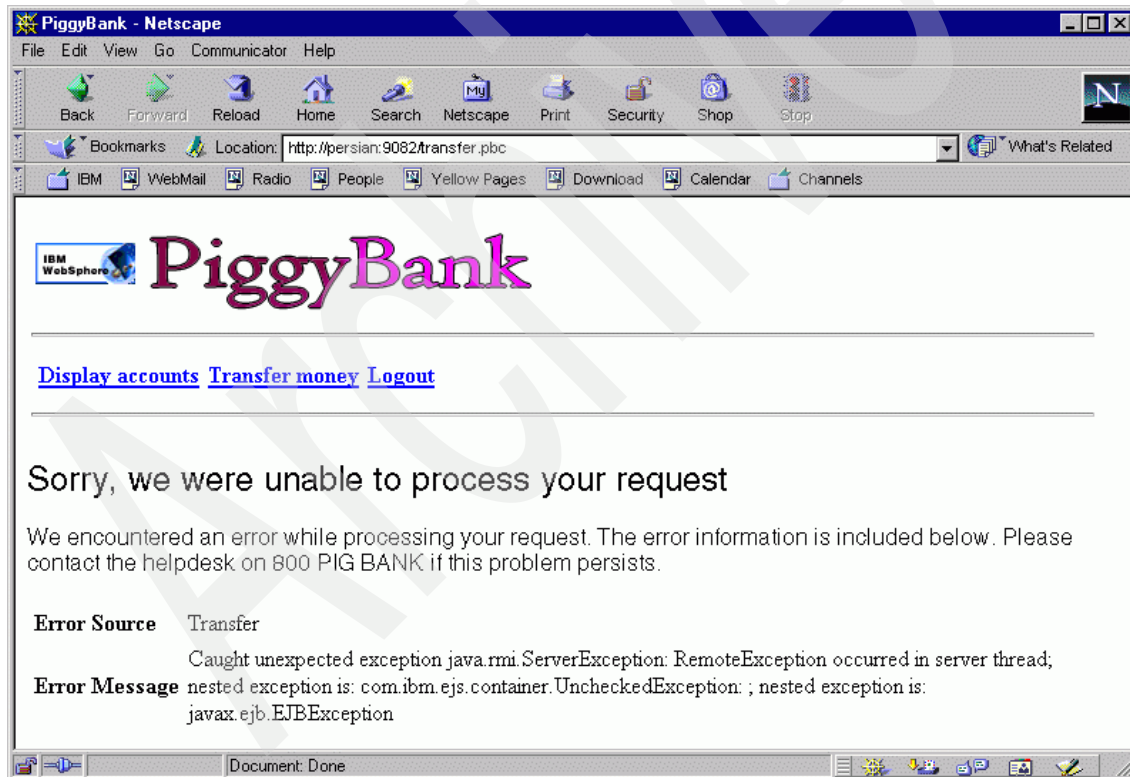 PiggyBank - Netscape
File Edit View Go Communicator Help
Back Forward Reload Home Search My Netscape Print Security Shop Stop
N
Bookmarks Location: http://persian:9082/transfer.pbc What's Related
IBM WebMail Radio People Yellow Pages Download Calendar Channels
IBM WebSphere PiggyBank
Display accounts Transfer money Logout
Sorry, we were unable to process your request
We encountered an error while processing your request. The error information is included below. Please
contact the helpdesk on 800 PIG BANK if this problem persists.
Error Source Transfer
Caught unexpected exception java.rmi.ServerException: RemoteException occurred in server thread;
Error Message nested exception is: com.ibm.ejs.container.UncheckedException: ; nested exception is:
javax.ejb.EJBException
Document: Done